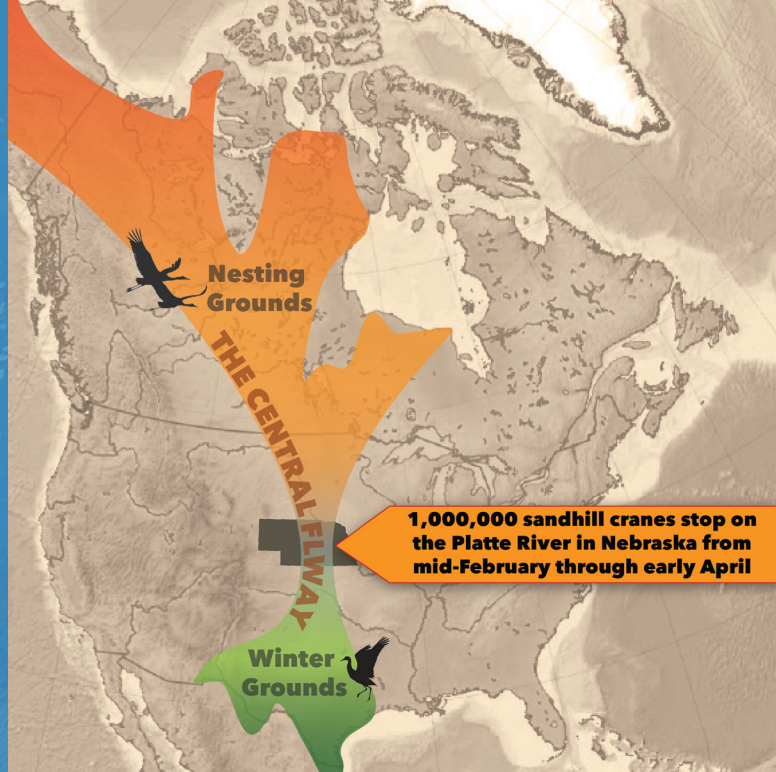 Nesting
Grounds
THE CENTRAL FLWAY
1,000,000 sandhill cranes stop on
the Platte River in Nebraska from
mid-February through early April
Winter
Grounds